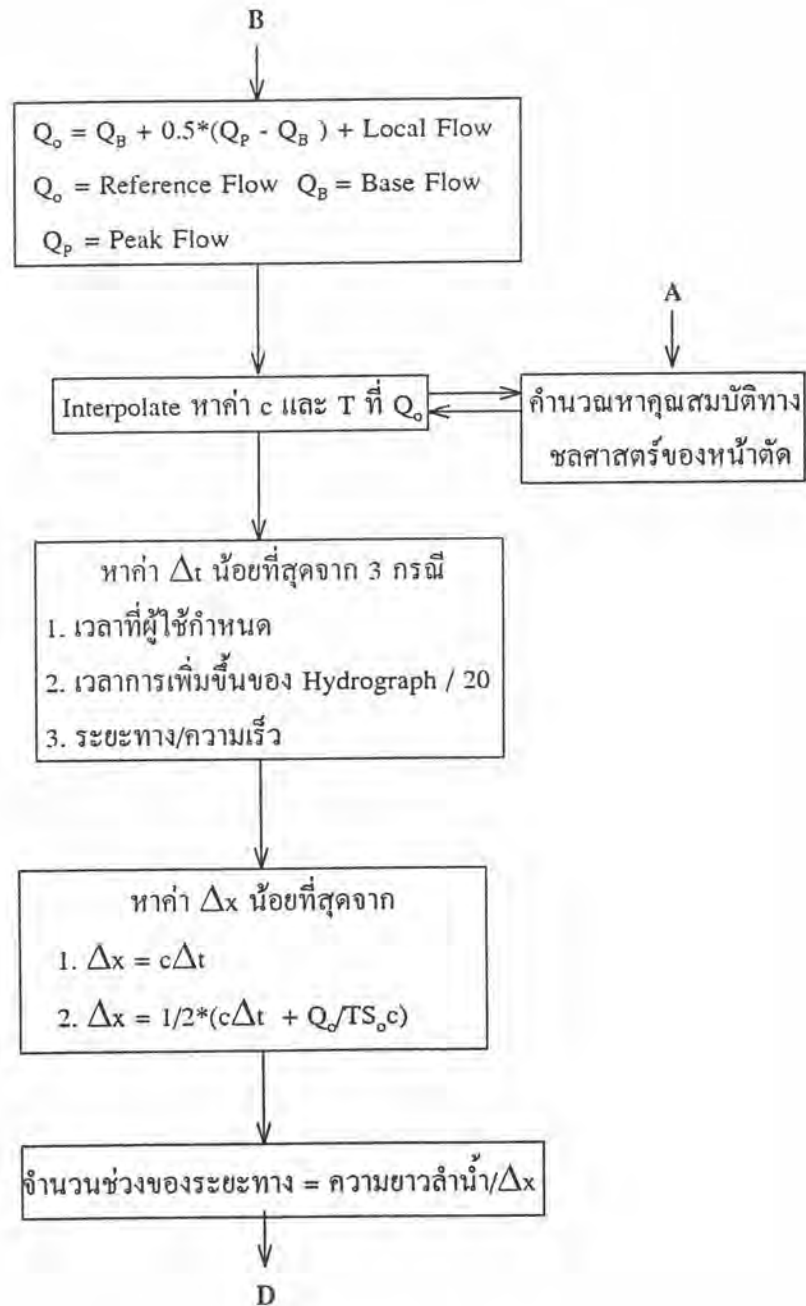 B
Q₀ = Q_B + 0.5*(Q_P - Q_B ) + Local Flow
Q₀ = Reference Flow Q_B = Base Flow
Q_P = Peak Flow
A
Interpolate หาค่า c และ T ที่ Q₀
คำนวณหาคุณสมบัติทาง
ชลศาสตร์ของหน้าตัด
หาค่า Δt น้อยที่สุดจาก 3 กรณี
1. เวลาที่ผู้ใช้กำหนด
2. เวลาการเพิ่มขึ้นของ Hydrograph / 20
3. ระยะทาง/ความเร็ว
หาค่า Δx น้อยที่สุดจาก
1. Δx = cΔt
2. Δx = 1/2*(cΔt + Q₀/TS₀c)
จำนวนช่วงของระยะทาง = ความยาวลำน้ำ/Δx
D